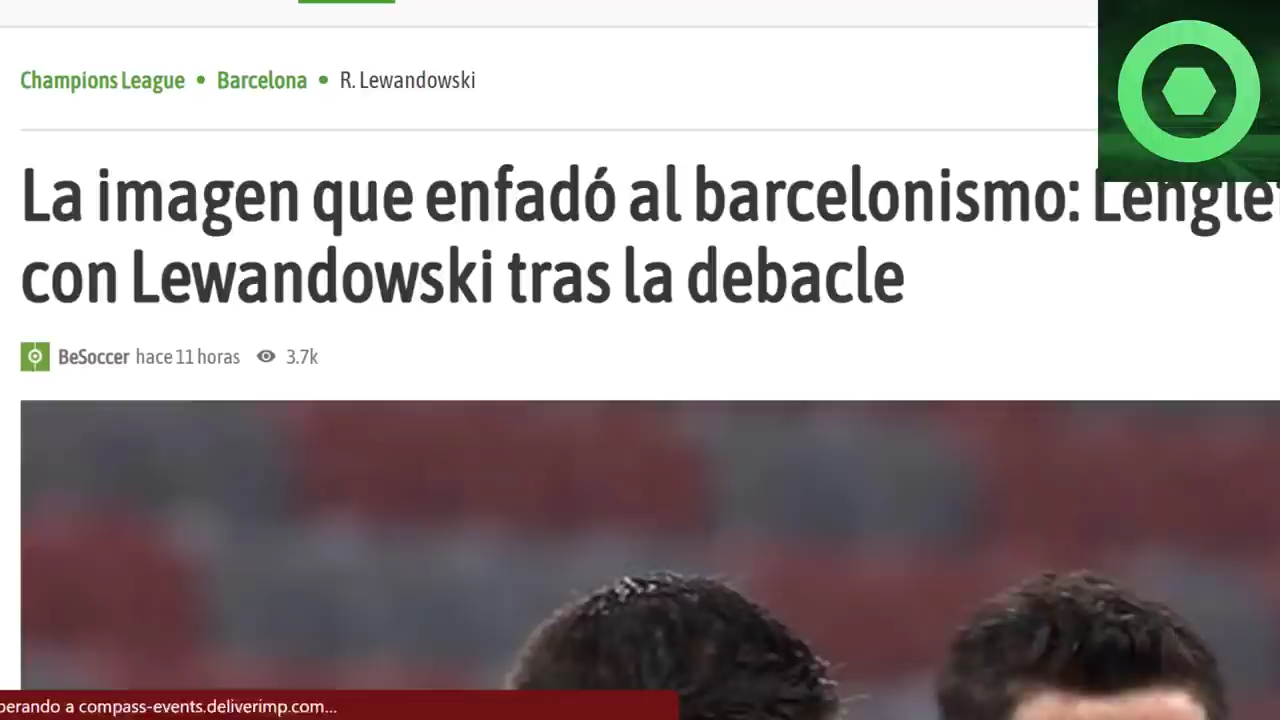 Champions League • Barcelona • R. Lewandowski
La imagen que enfadó al barcelonismo:
con Lewandowski tras la debacle
BeSoccer hace 11 horas 3.7k
perando a compass-events.deliverimp.com...